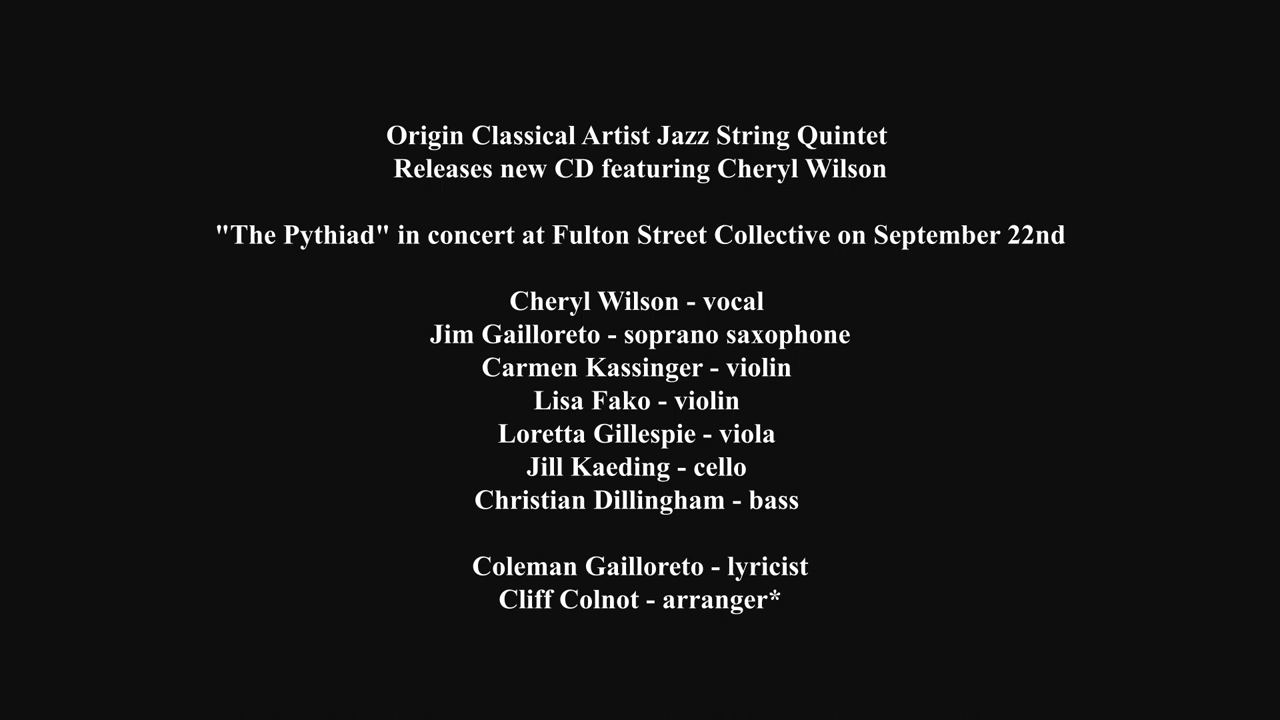 Origin Classical Artist Jazz String Quintet
Releases new CD featuring Cheryl Wilson
"The Pythiad" in concert at Fulton Street Collective on September 22nd
Cheryl Wilson - vocal
Jim Gailloreto - soprano saxophone
Carmen Kassinger - violin
Lisa Fako - violin
Loretta Gillespie - viola
Jill Kaeding - cello
Christian Dillingham - bass
Coleman Gailloreto - lyricist
Cliff Colnot - arranger*